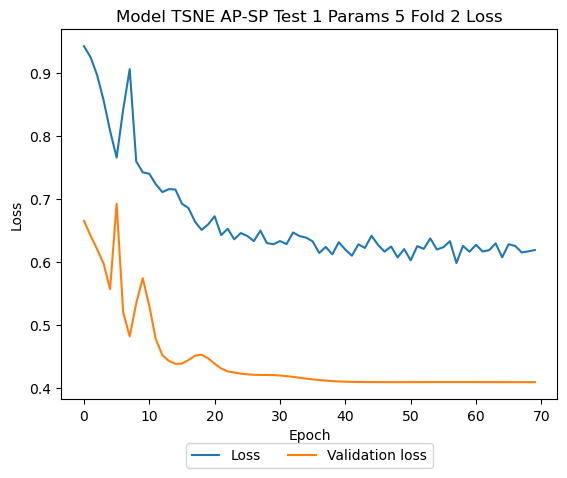 Model TSNE AP-SP Test 1 Params 5 Fold 2 Loss
Loss
0.9
0.8
0.7
0.6
0.5
0.4
0 10 20 30 40 50 60 70
Epoch
Loss Validation loss